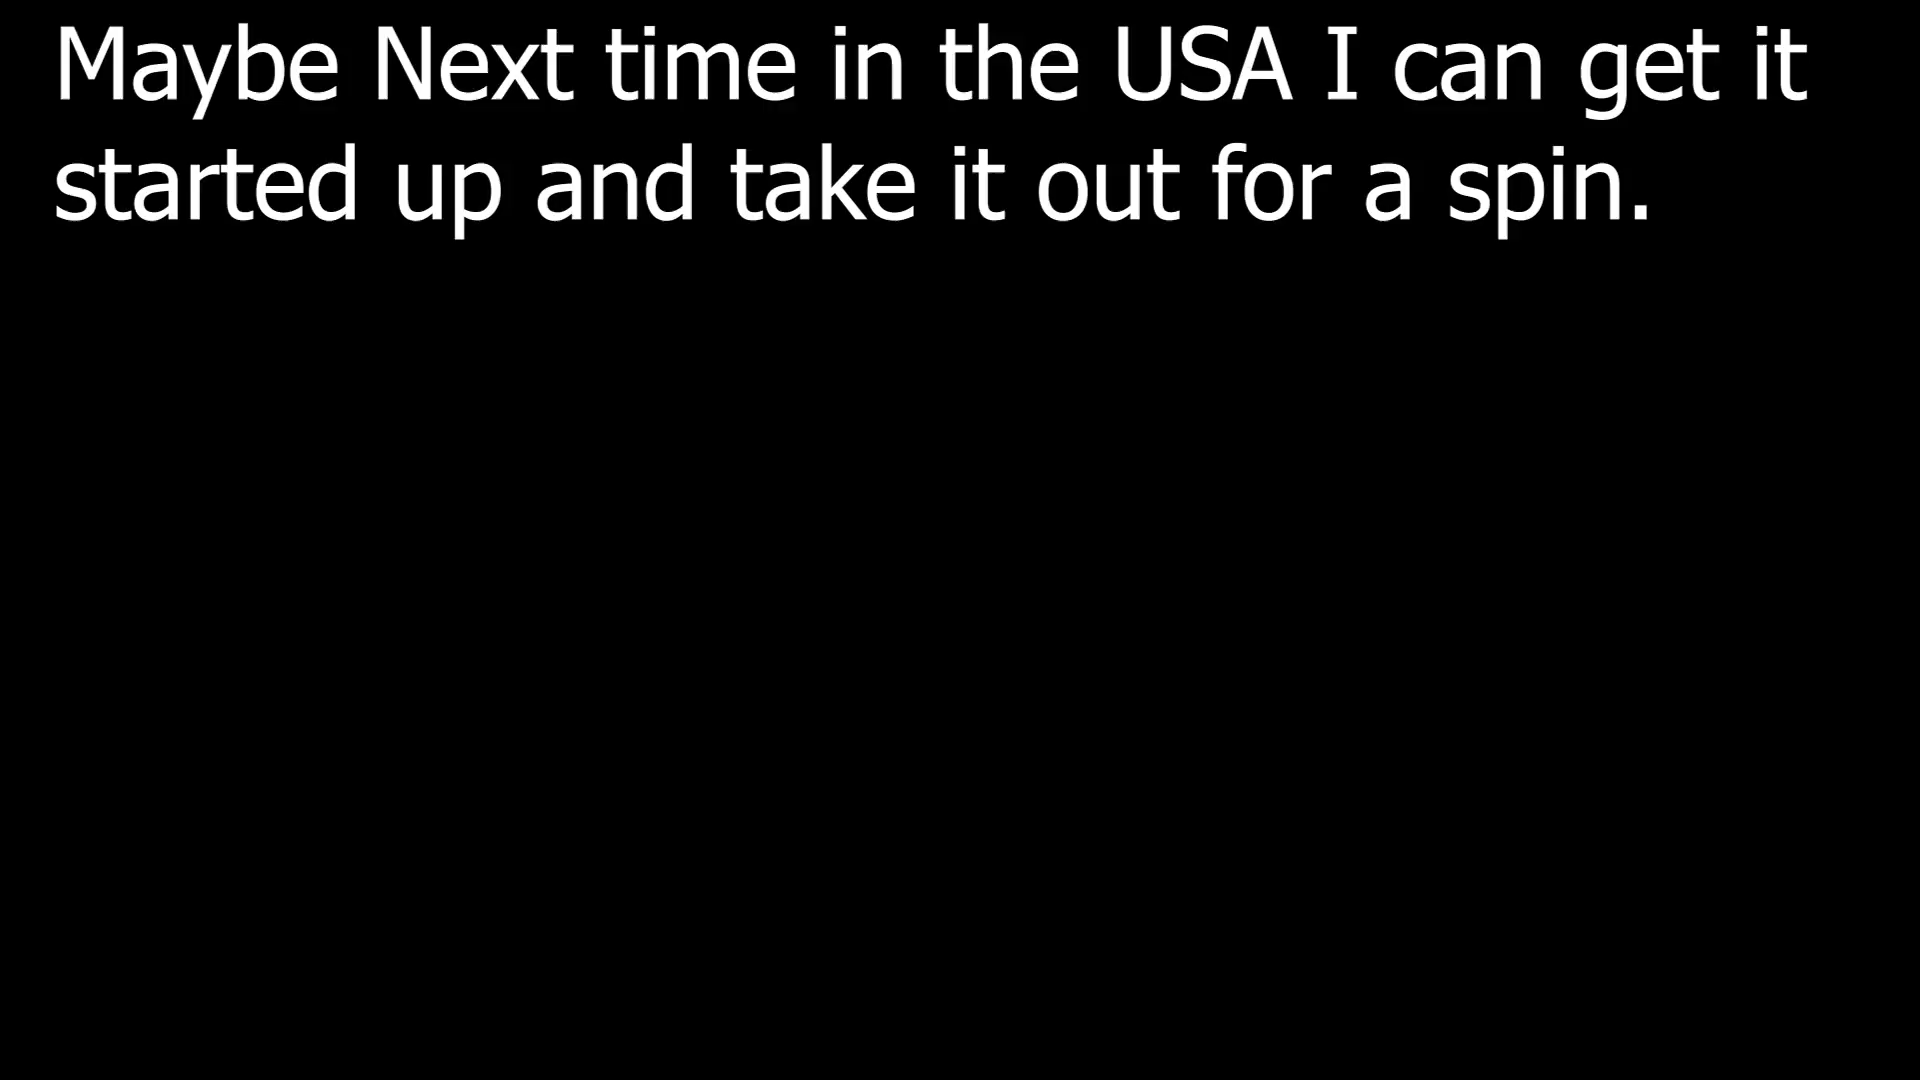 Maybe Next time in the USA I can get it
started up and take it out for a spin.